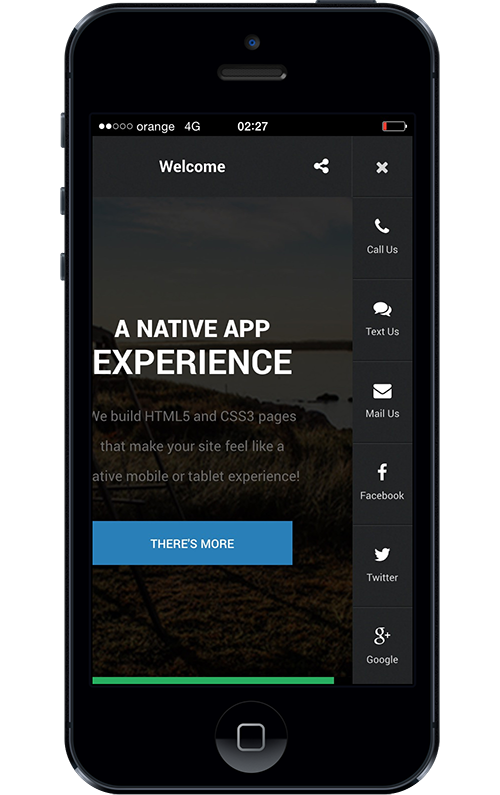 orange 4G 02:27
Welcome
Call Us
Text Us
Mail Us
Facebook
Twitter
Google
A NATIVE APP
EXPERIENCE
We build HTML5 and CSS3 pages
that make your site feel like a
ative mobile or tablet experience!
THERE'S MORE